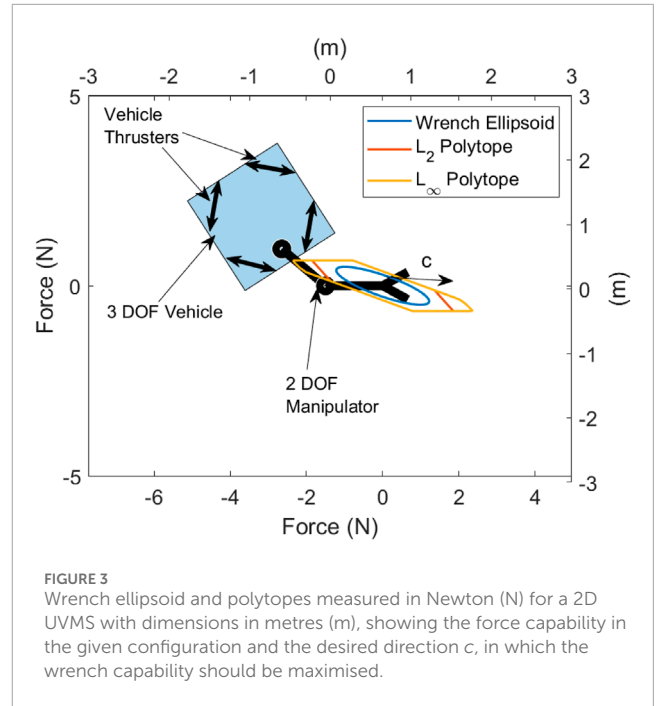 (m)
-3 -2 -1 0 1 2 3
5
3
Vehicle
Thrusters
Wrench Ellipsoid
L2 Polytope
L∞ Polytope
2
1
c
Force (N)
0
0
(m)
3 DOF Vehicle
-1
2 DOF
Manipulator
-2
-5
-3
-6 -4 -2 0 2 4
Force (N)
FIGURE 3
Wrench ellipsoid and polytopes measured in Newton (N) for a 2D
UVMS with dimensions in metres (m), showing the force capability in
the given configuration and the desired direction c, in which the
wrench capability should be maximised.